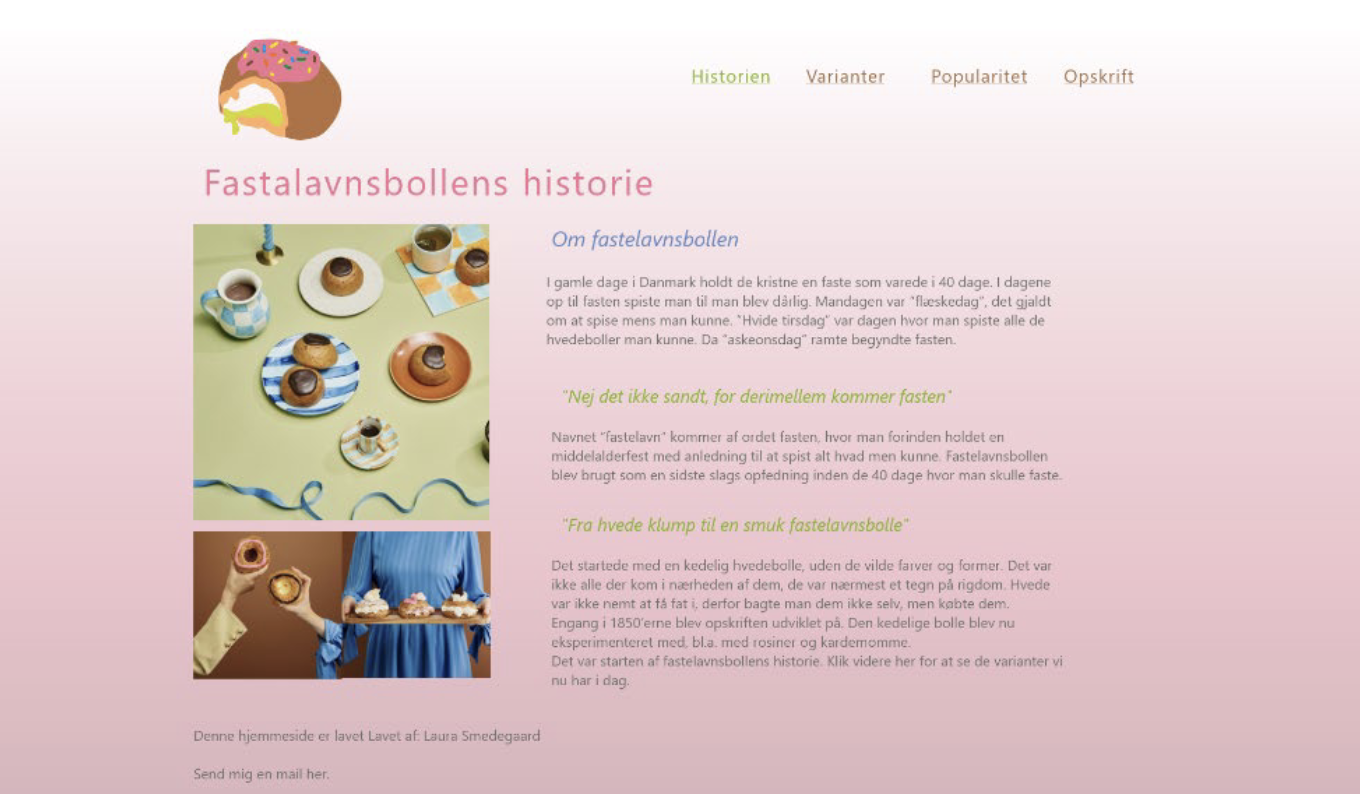 Historien Varianter Popularitet Opskrift
Fastalavnsbollens historie
Om fastelavnsbollen
I gamle dage i Danmark holdt de kristne en faste som varede i 40 dage. I dagene
op til fasten spiste man til man blev dårlig. Mandagen var "flæskedag", det gjaldt
om at spise mens man kunne. "Hvide tirsdag" var dagen hvor man spiste alle de
hvedeboller man kunne. Da "askeonsdag" ramte begyndte fasten.
"Nej det ikke sandt, for derimellem kommer fasten"
Navnet "fastelavn" kommer af ordet fasten, hvor man forinden holdet en
middelalderfest med anledning til at spist alt hvad men kunne. Fastelavnsbollen
blev brugt som en sidste slags opfedning inden de 40 dage hvor man skulle faste.
"Fra hvede klump til en smuk fastelavnsbolle"
Det startede med en kedelig hvedebolle, uden de vilde farver og former. Det var
ikke alle der kom i nærheden af dem, de var nærmest et tegn på rigdom. Hvede
var ikke nemt at få fat i, derfor bagte man dem ikke selv, men købte dem.
Engang i 1850'erne blev opskriften udviklet på. Den kedelige bolle blev nu
eksperimenteret med, bl.a. med rosiner og kardemomme.
Det var starten af fastelavnsbollens historie. Klik videre her for at se de varianter vi
nu har i dag.
Denne hjemmeside er lavet Lavet af: Laura Smedegaard
Send mig en mail her.